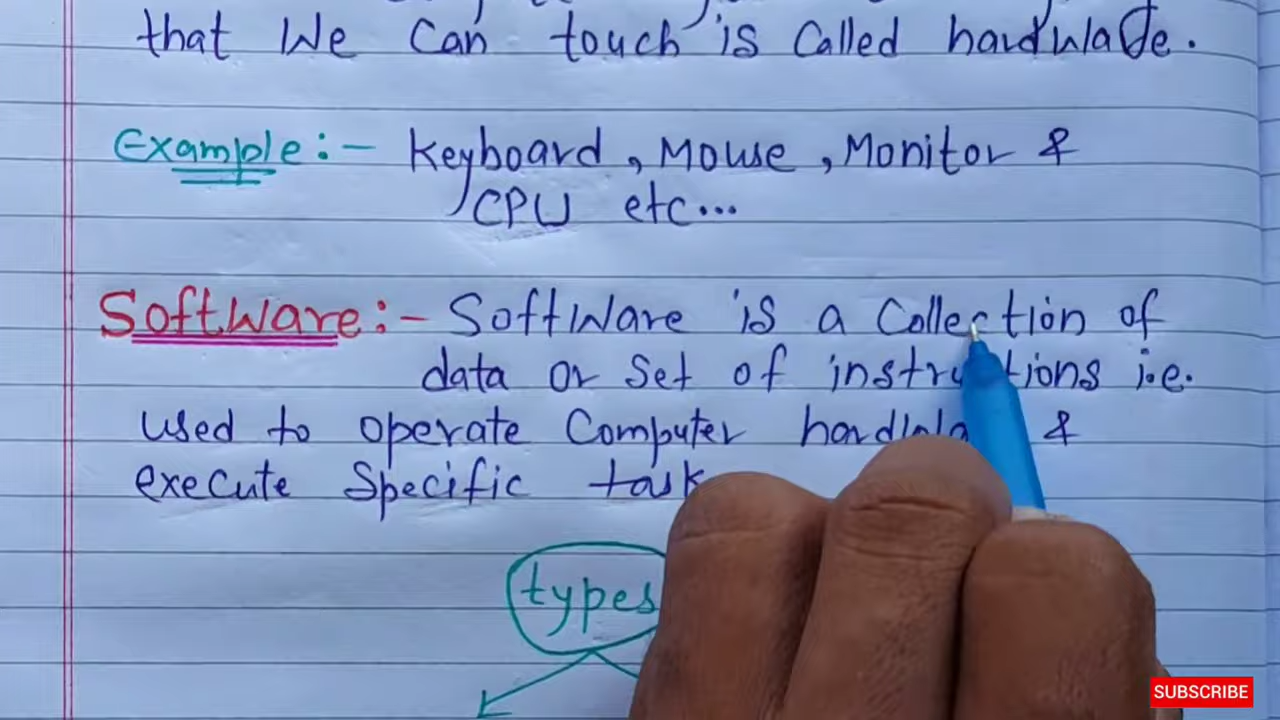 that We Can touch is Called hardware.
Example:- Keyboard, Mouse, Monitor &
CPU etc...
Software:- Software is a Collection of
data or Set of instructions i.e.
used to operate Computer &
execute Specific task
types
SUBSCRIBE